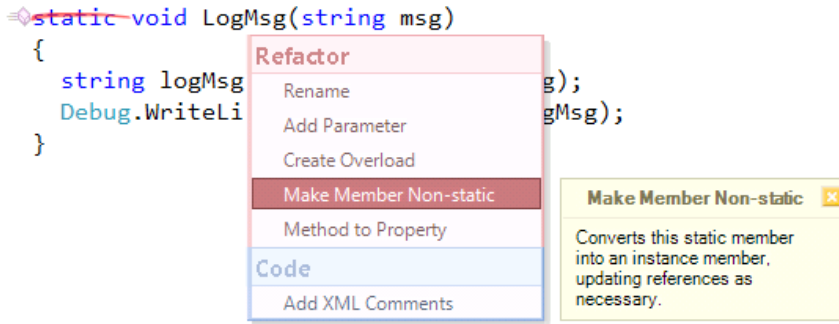 static void LogMsg(string msg)
{
Refactor
string logMsg g);
Rename
Debug.WriteLi gMsg);
Add Parameter
}
Create Overload
Make Member Non-static
Make Member Non-static
Method to Property
Converts this static member
into an instance member,
updating references as
necessary.
Code
Add XML Comments